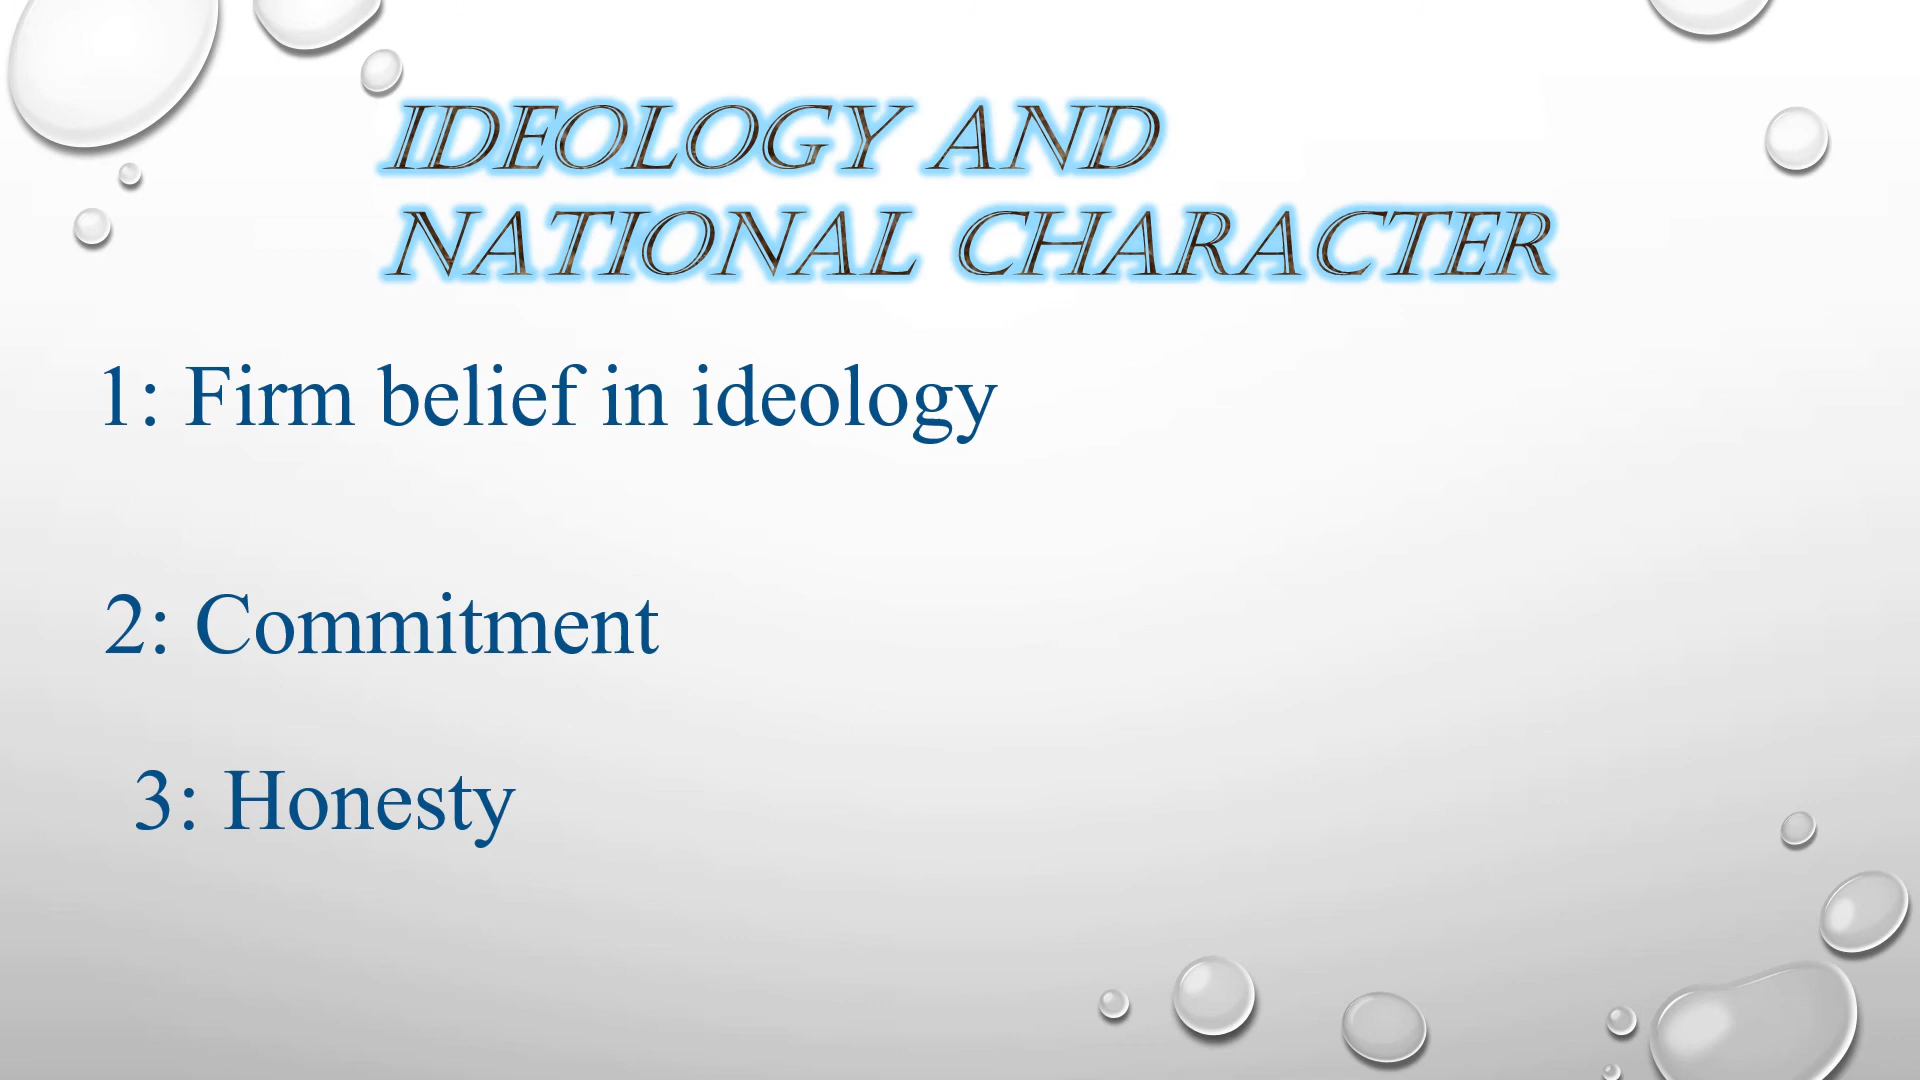 IDEOLOGY AND
NATIONAL CHARACTER
1: Firm belief in ideology
2: Commitment
3: Honesty